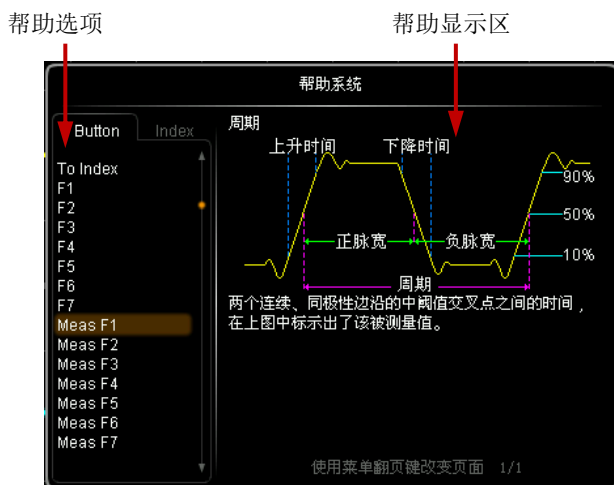 帮助选项
帮助显示区
帮助系统
Button
Index
To Index
F1
F2
F3
F4
F5
F6
F7
Meas F1
Meas F2
Meas F3
Meas F4
Meas F5
Meas F6
Meas F7
周期
上升时间
下降时间
90%
50%
10%
正脉宽
负脉宽
周期
两个连续、同极性边沿的中阈值交叉点之间的时间，
在上图中标示出了该被测量值。
使用菜单翻页键改变页面 1/1